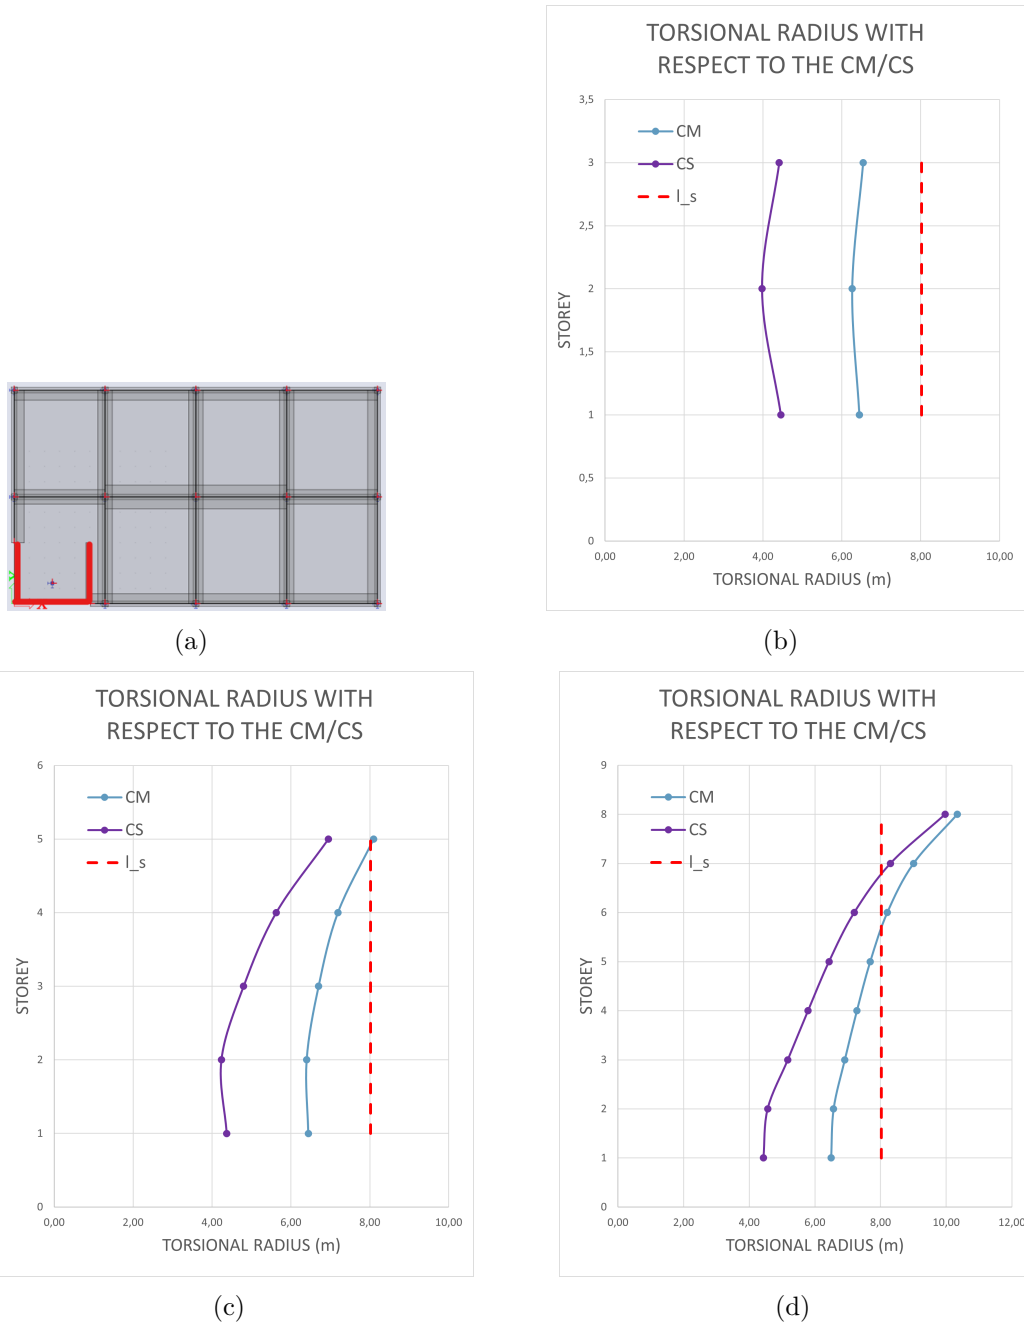 Y
X
(a)
TORSIONAL RADIUS WITH
RESPECT TO THE CM/CS
3,5
3
2,5
2
1,5
1
0,5
0
CM
CS
l_s
STOREY
0,00 2,00 4,00 6,00 8,00 10,00
TORSIONAL RADIUS (m)
(b)
TORSIONAL RADIUS WITH
RESPECT TO THE CM/CS
6
5
4
3
2
1
0
CM
CS
l_s
STOREY
0,00 2,00 4,00 6,00 8,00 10,00
TORSIONAL RADIUS (m)
(c)
TORSIONAL RADIUS WITH
RESPECT TO THE CM/CS
9
8
7
6
5
4
3
2
1
0
CM
CS
l_s
STOREY
0,00 2,00 4,00 6,00 8,00 10,00 12,00
TORSIONAL RADIUS (m)
(d)